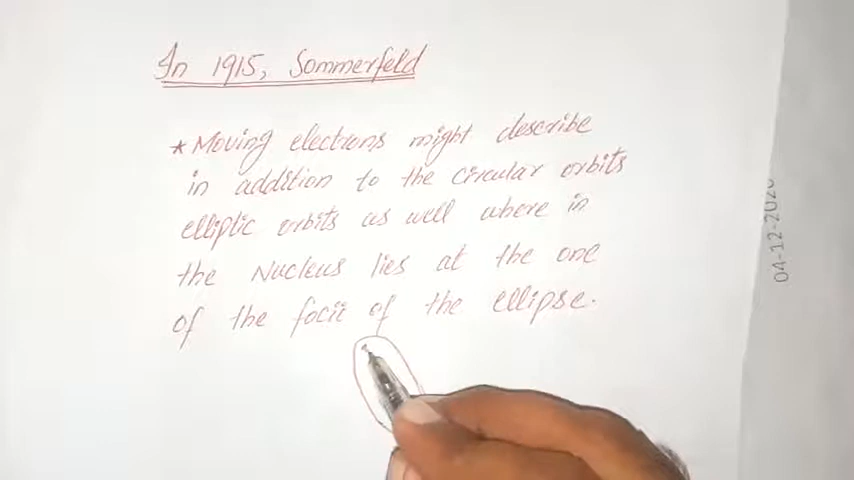 In 1915, Sommerfeld
* Moving electrons might describe
in addition to the circular orbits
elliptic orbits as well where in
the Nucleus lies at the one
of the focii of the ellipse.
04-12-2020